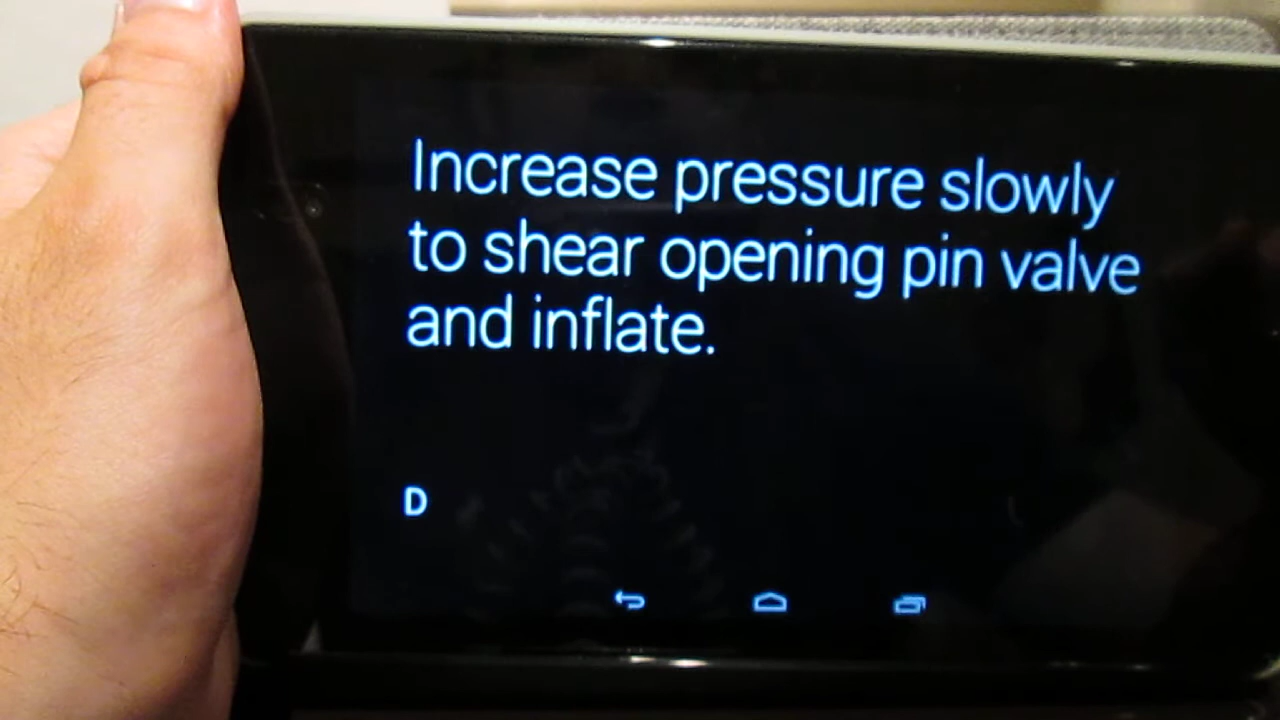 Increase pressure slowly
to shear opening pin valve
and inflate.
D